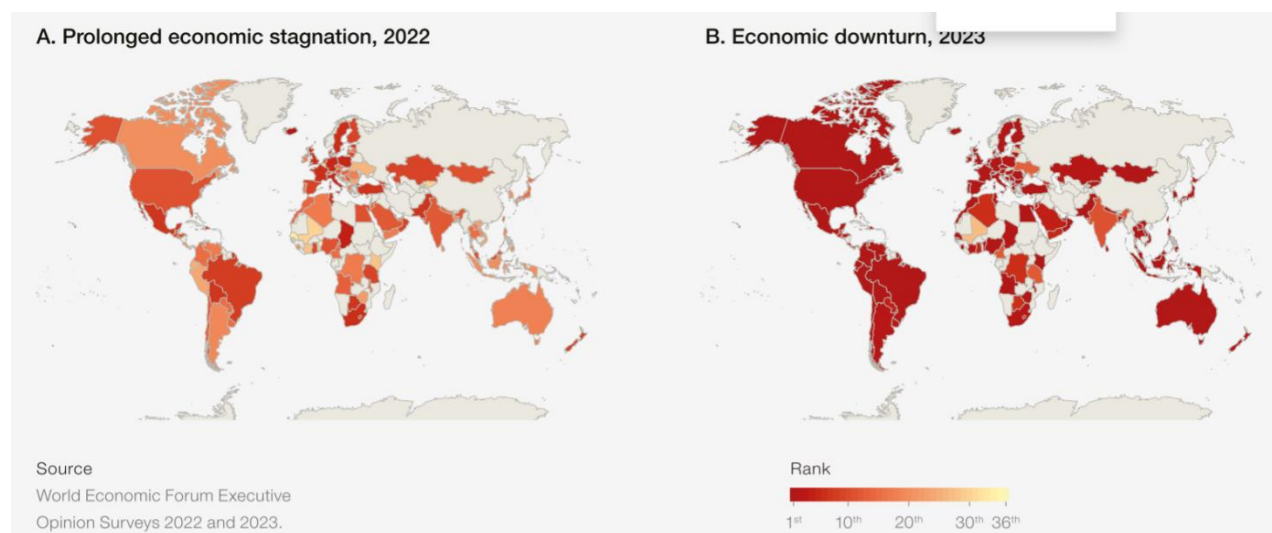 A. Prolonged economic stagnation, 2022
B. Economic downturn, 2023
Source
World Economic Forum Executive
Opinion Surveys 2022 and 2023.
Rank
1st 10th 20th 30th 36th